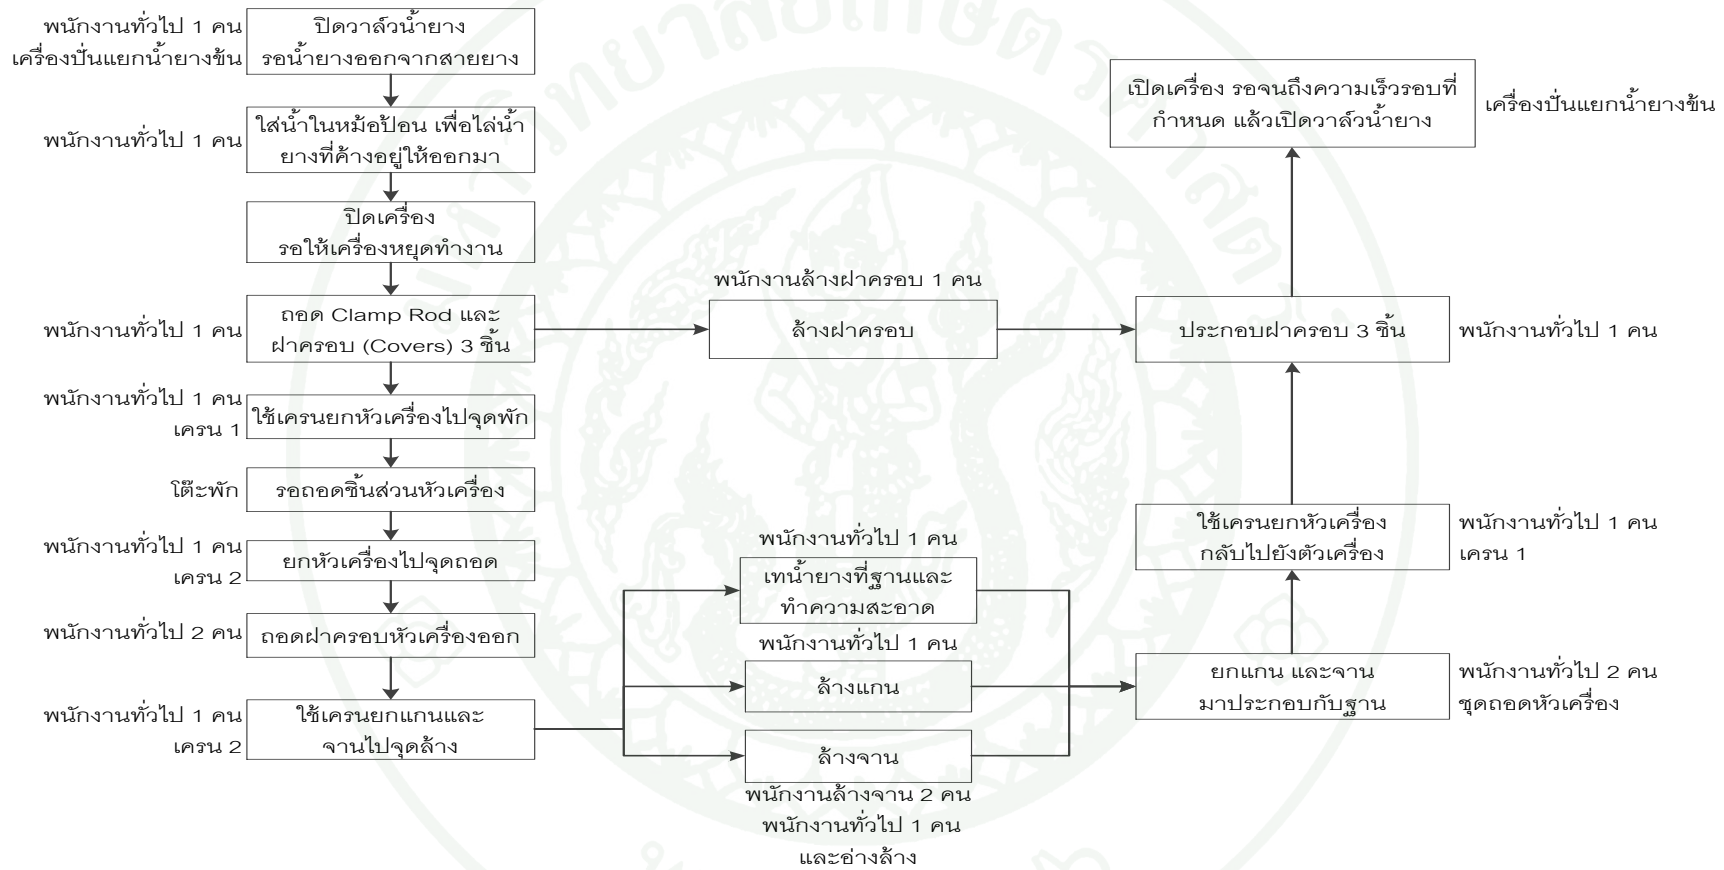 พนักงานทั่วไป 1 คน
เครื่องปั่นแยกน้ำยางข้น
ปิดวาล์วน้ำยาง
รอน้ำยางออกจากสายยาง
พนักงานทั่วไป 1 คน
ใส่น้ำในหม้อป้อน เพื่อไล่น้ำ
ยางที่ค้างอยู่ให้ออกมา
ปิดเครื่อง
รอให้เครื่องหยุดทำงาน
พนักงานทั่วไป 1 คน
ถอด Clamp Rod และ
ฝาครอบ (Covers) 3 ชิ้น
พนักงานทั่วไป 1 คน
เครน 1
ใช้เครนยกหัวเครื่องไปจุดพัก
โต๊ะพัก
รอถอดชิ้นส่วนหัวเครื่อง
พนักงานทั่วไป 1 คน
เครน 2
ยกหัวเครื่องไปจุดถอด
พนักงานทั่วไป 2 คน
ถอดฝาครอบหัวเครื่องออก
พนักงานทั่วไป 1 คน
เครน 2
ใช้เครนยกแกนและ
จานไปจุดล้าง
พนักงานล้างฝาครอบ 1 คน
ล้างฝาครอบ
พนักงานทั่วไป 1 คน
เทน้ำยางที่ฐานและ
ทำความสะอาด
พนักงานทั่วไป 1 คน
ล้างแกน
ล้างจาน
พนักงานล้างจาน 2 คน
พนักงานทั่วไป 1 คน
และอ่างล้าง
เปิดเครื่อง รอจนถึงความเร็วรอบที่
กำหนด แล้วเปิดวาล์วน้ำยาง
เครื่องปั่นแยกน้ำยางข้น
ประกอบฝาครอบ 3 ชิ้น
พนักงานทั่วไป 1 คน
ใช้เครนยกหัวเครื่อง
กลับไปยังตัวเครื่อง
พนักงานทั่วไป 1 คน
เครน 1
ยกแกน และจาน
มาประกอบกับฐาน
พนักงานทั่วไป 2 คน
ชุดถอดหัวเครื่อง